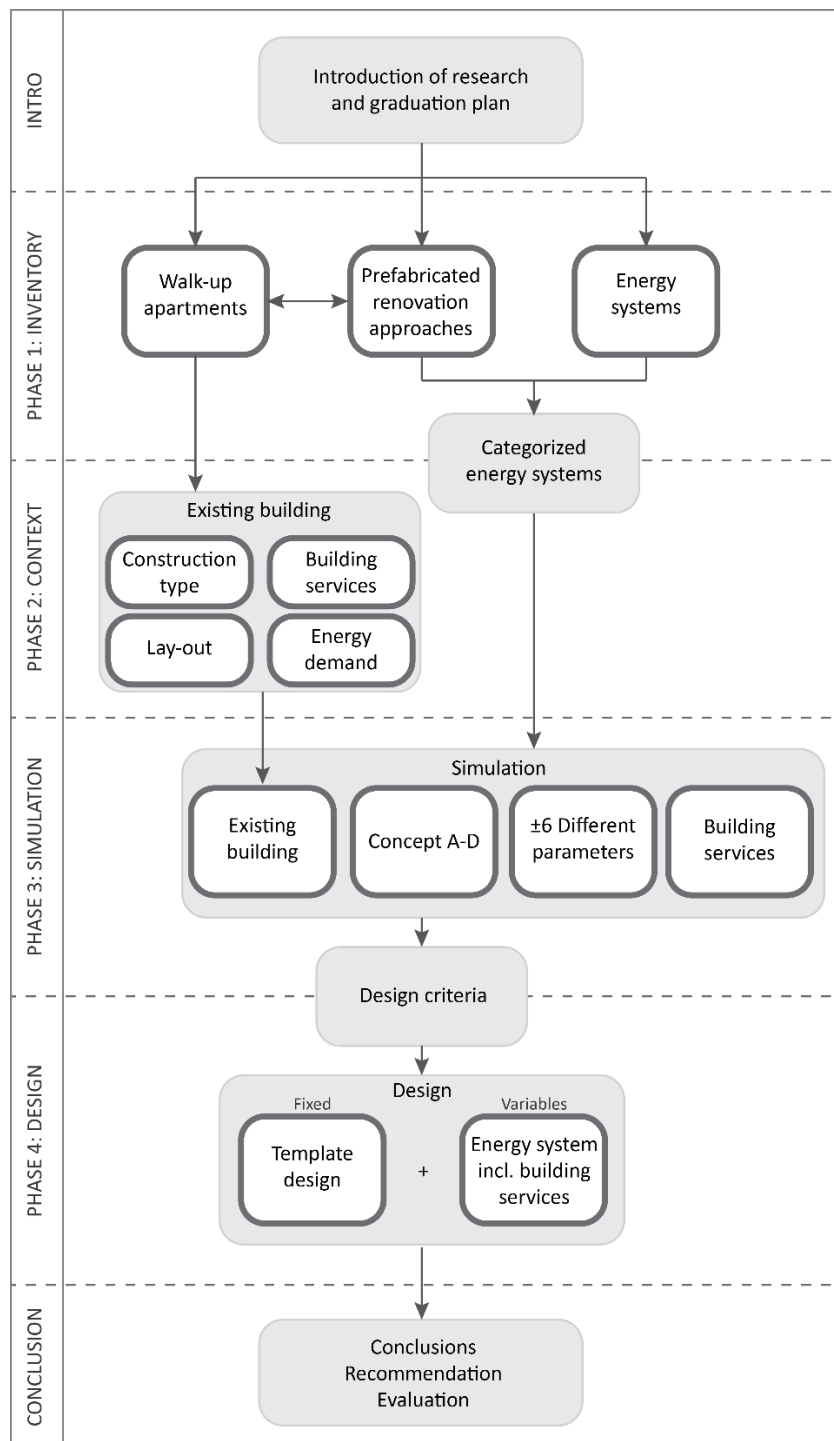 INTRO
Introduction of research
and graduation plan
PHASE 1: INVENTORY
Walk-up
apartments
Prefabricated
renovation
approaches
Energy
systems
Categorized
energy systems
PHASE 2: CONTEXT
Existing building
Construction
type
Building
services
Lay-out
Energy
demand
PHASE 3: SIMULATION
Simulation
Existing
building
Concept A-D
±6 Different
parameters
Building
services
Design criteria
PHASE 4: DESIGN
Design
Fixed
Variables
Template
design
+
Energy system
incl. building
services
CONCLUSION
Conclusions
Recommendation
Evaluation